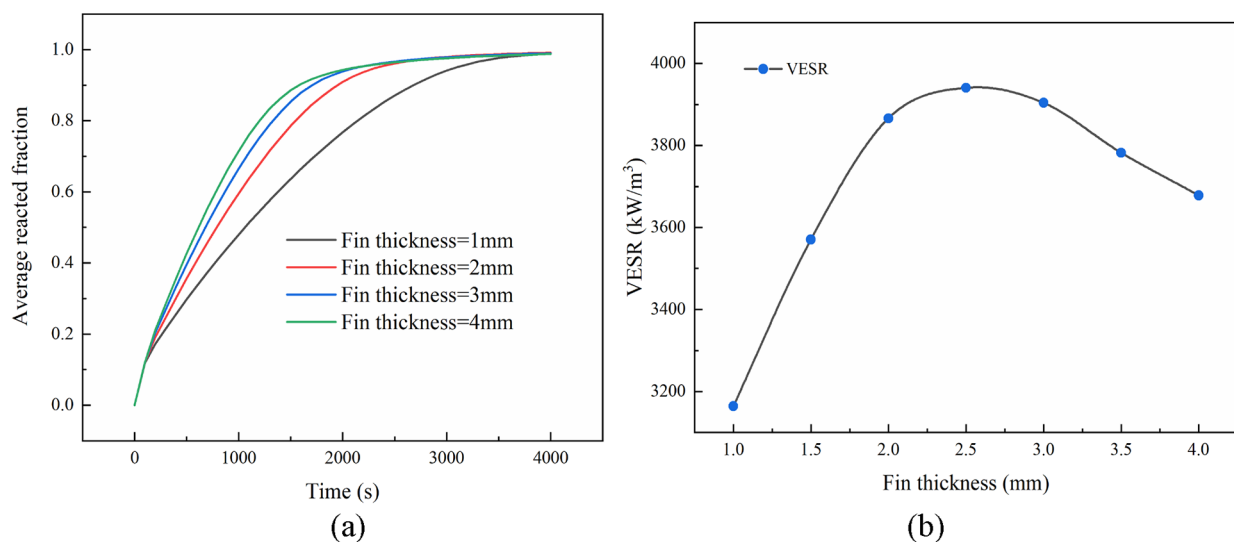 Average reacted fraction
1.0
0.8
0.6
0.4
0.2
0.0
Fin thickness=1mm
Fin thickness=2mm
Fin thickness=3mm
Fin thickness=4mm
0 1000 2000 3000 4000
Time (s)
(a)
VESR (kW/m³)
4000
3800
3600
3400
3200
VESR
1.0 1.5 2.0 2.5 3.0 3.5 4.0
Fin thickness (mm)
(b)